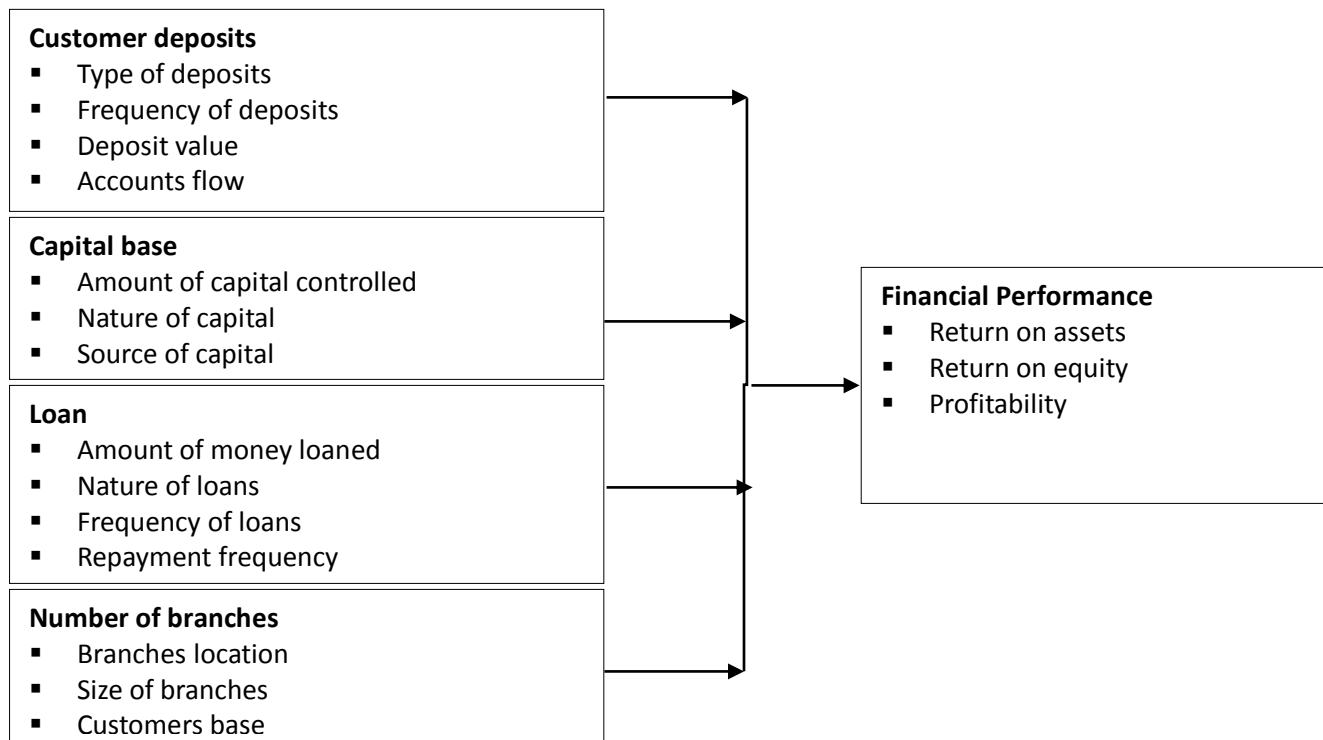 Customer deposits
▪ Type of deposits
▪ Frequency of deposits
▪ Deposit value
▪ Accounts flow
Capital base
▪ Amount of capital controlled
▪ Nature of capital
▪ Source of capital
Loan
▪ Amount of money loaned
▪ Nature of loans
▪ Frequency of loans
▪ Repayment frequency
Number of branches
▪ Branches location
▪ Size of branches
▪ Customers base
Financial Performance
▪ Return on assets
▪ Return on equity
▪ Profitability